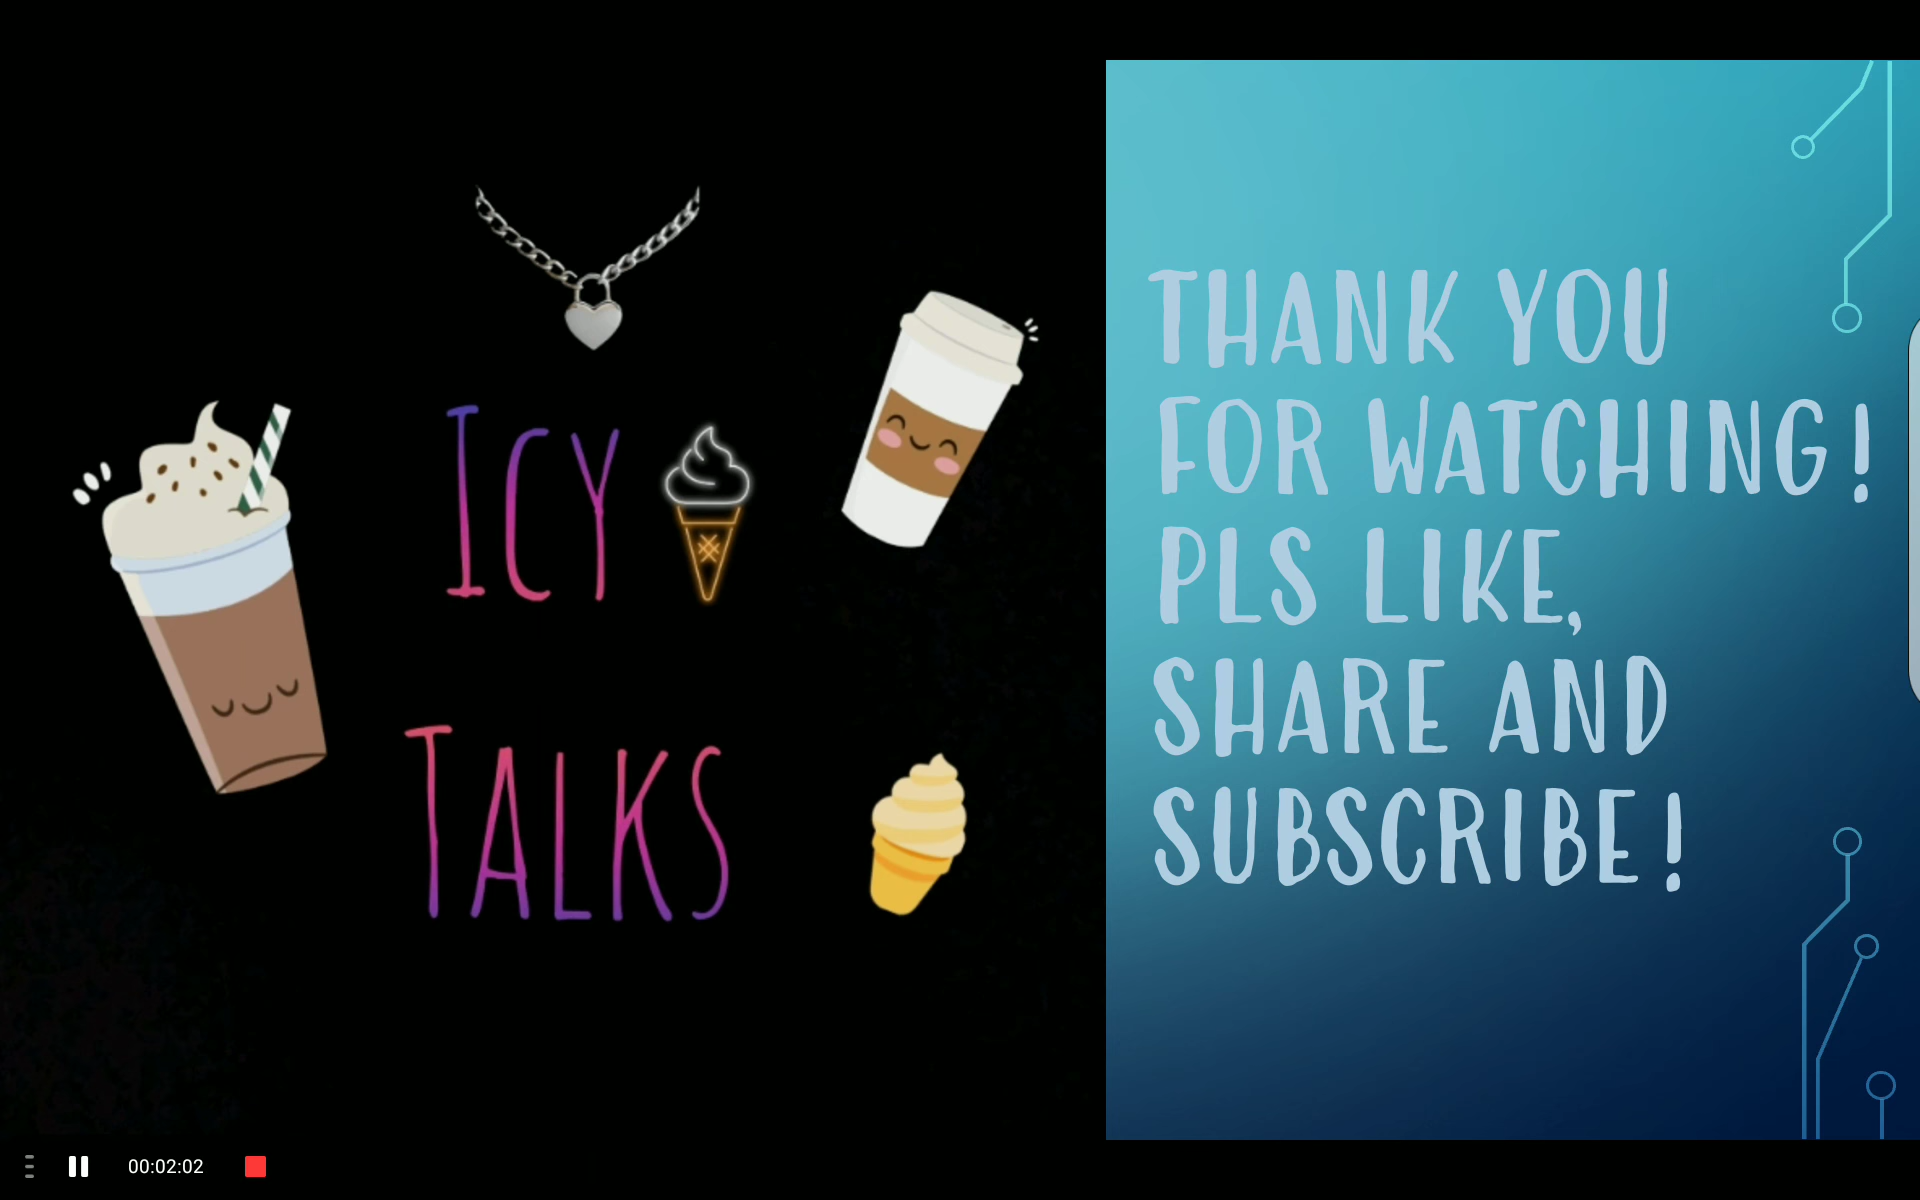 ICY
TALKS
THANK YOU
FOR WATCHING!
PLS LIKE,
SHARE AND
SUBSCRIBE!
00:02:02